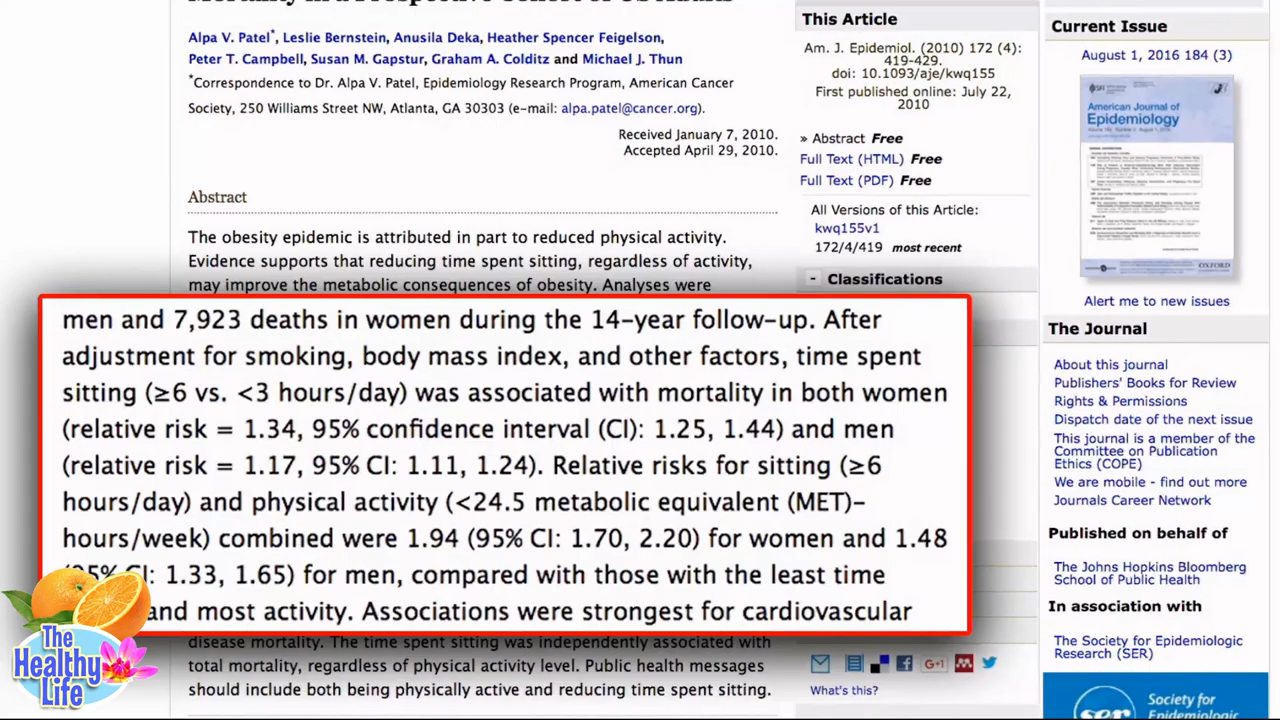 Alpa V. Patel*, Leslie Bernstein, Anusila Deka, Heather Spencer Feigelson,
Peter T. Campbell, Susan M. Gapstur, Graham A. Colditz and Michael J. Thun
*Correspondence to Dr. Alpa V. Patel, Epidemiology Research Program, American Cancer
Society, 250 Williams Street NW, Atlanta, GA 30303 (e-mail: alpa.patel@cancer.org).
Received January 7, 2010.
Accepted April 29, 2010.
Abstract
The obesity epidemic is attributed in part to reduced physical activity.
Evidence supports that reducing time spent sitting, regardless of activity,
may improve the metabolic consequences of obesity. Analyses were
men and 7,923 deaths in women during the 14-year follow-up. After
adjustment for smoking, body mass index, and other factors, time spent
sitting (≥6 vs. <3 hours/day) was associated with mortality in both women
(relative risk = 1.34, 95% confidence interval (CI): 1.25, 1.44) and men
(relative risk = 1.17, 95% CI: 1.11, 1.24). Relative risks for sitting (≥6
hours/day) and physical activity (<24.5 metabolic equivalent (MET)-
hours/week) combined were 1.94 (95% CI: 1.70, 2.20) for women and 1.48
(95% CI: 1.33, 1.65) for men, compared with those with the least time
and most activity. Associations were strongest for cardiovascular
disease mortality. The time spent sitting was independently associated with
total mortality, regardless of physical activity level. Public health messages
should include both being physically active and reducing time spent sitting.
The
Healthy
Life
This Article
Am. J. Epidemiol. (2010) 172 (4):
419-429.
doi: 10.1093/aje/kwq155
First published online: July 22,
2010
» Abstract Free
Full Text (HTML) Free
Full Text (PDF) Free
All Versions of this Article:
kwq155v1
172/4/419 most recent
- Classifications
What's this?
Current Issue
August 1, 2016 184 (3)
American Journal of
Epidemiology
OXFORD
Alert me to new issues
The Journal
About this journal
Publishers' Books for Review
Rights & Permissions
Dispatch date of the next issue
This journal is a member of the
Committee on Publication
Ethics (COPE)
We are mobile - find out more
Journals Career Network
Published on behalf of
The Johns Hopkins Bloomberg
School of Public Health
In association with
The Society for Epidemiologic
Research (SER)
ser
Society for
Epidemiologic